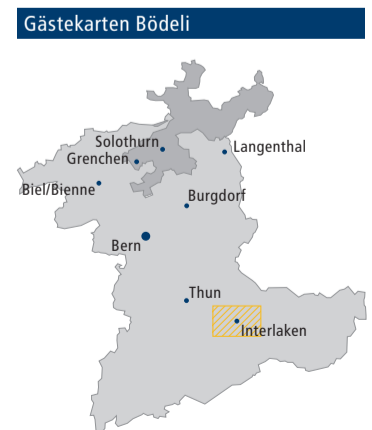 Gästekarten Bödeli
Solothurn
Langenthal
Grenchen
Biel/Bienne
Burgdorf
Bern
Thun
Interlaken